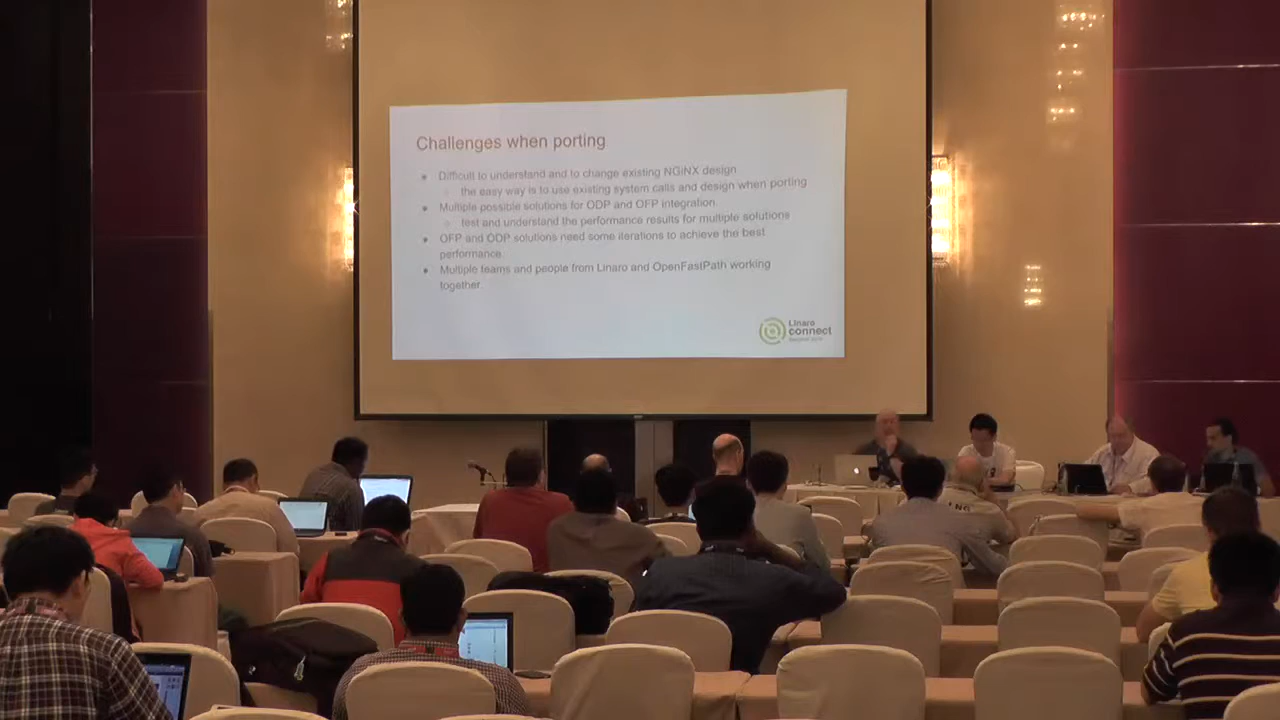 Challenges when porting
● Difficult to understand and to change existing NGiNX design
○ the easy way is to use existing system calls and design when porting
● Multiple possible solutions for ODP and OFP integration.
○ test and understand the performance results for multiple solutions
● OFP and ODP solutions need some iterations to achieve the best
performance.
● Multiple teams and people from Linaro and OpenFastPath working
together
Linaro
connect
LNG